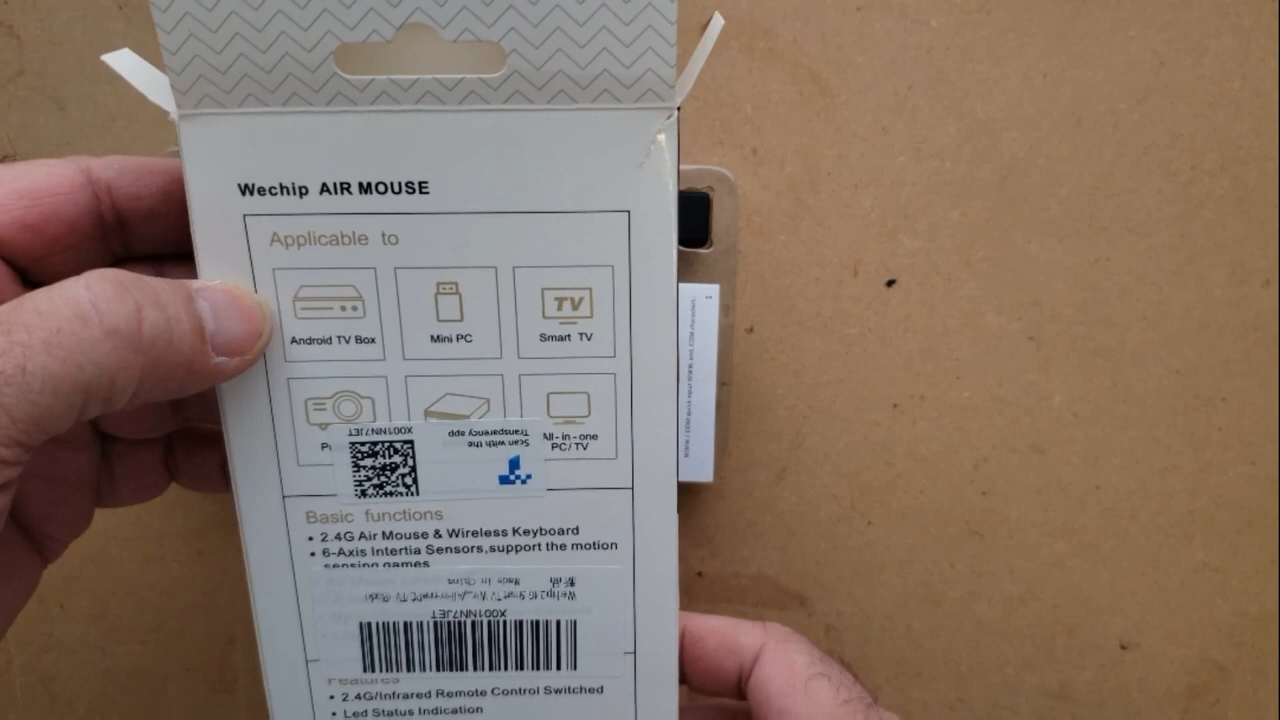 Wechip AIR MOUSE
Applicable to
Android TV Box
Mini PC
TV
Smart TV
All-in-one
PC/TV
Scan with the
Transparency app
X001NN7JET
Basic functions
• 2.4G Air Mouse & Wireless Keyboard
• 6-Axis Intertia Sensors,support the motion
sensing games
X001NN7JET
Made in China
Features
• 2.4G/Infrared Remote Control Switched
• Led Status Indication